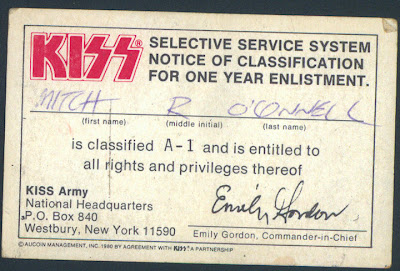 KISS® SELECTIVE SERVICE SYSTEM
NOTICE OF CLASSIFICATION
FOR ONE YEAR ENLISTMENT.
MITCH R O'CONNELL
(first name) (middle initial) (last name)
is classified A-1 and is entitled to
all rights and privileges thereof
KISS Army
National Headquarters
P.O. Box 840
Westbury, New York 11590
Emily Gordon
Emily Gordon, Commander-in-Chief
© AUCOIN MANAGEMENT, INC. 1980 BY AGREEMENT WITH KISS® A PARTNERSHIP